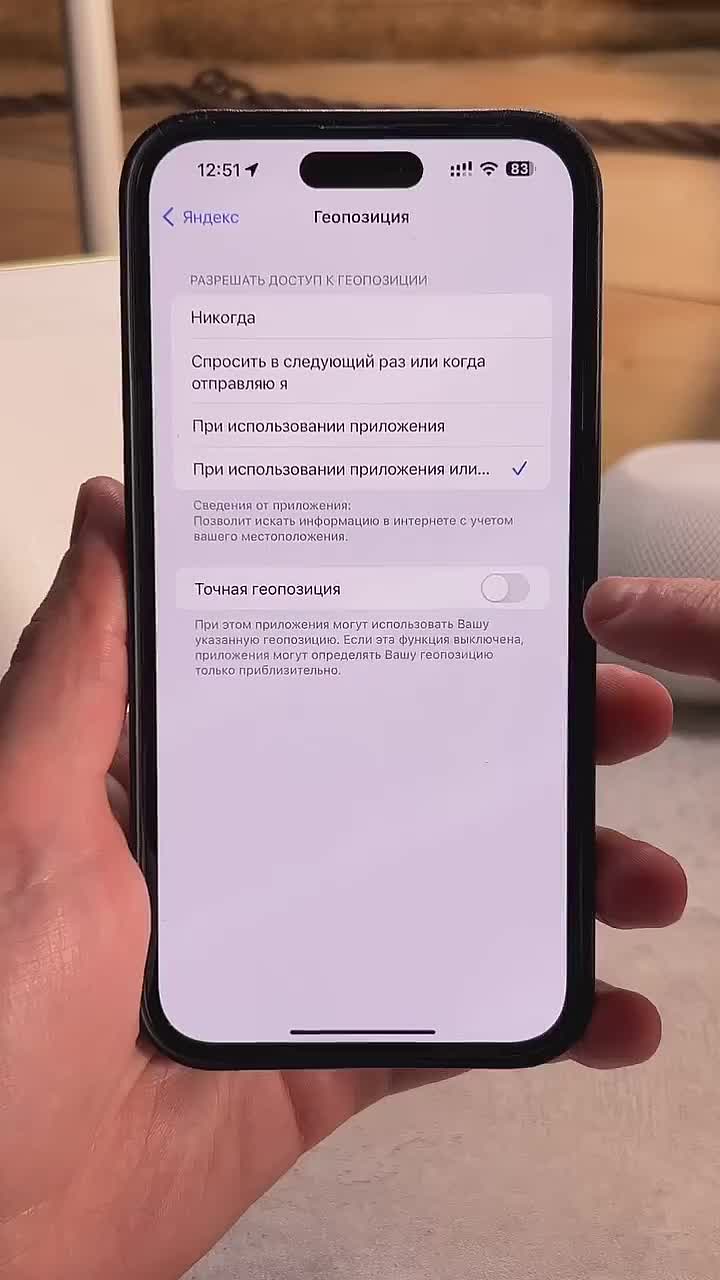 12:51
83
Яндекс
Геопозиция
РАЗРЕШАТЬ ДОСТУП К ГЕОПОЗИЦИИ
Никогда
Спросить в следующий раз или когда
отправляю я
При использовании приложения
При использовании приложения или...
Сведения от приложения:
Позволит искать информацию в интернете с учетом
вашего местоположения.
Точная геопозиция
При этом приложения могут использовать Вашу
указанную геопозицию. Если эта функция выключена,
приложения могут определять Вашу геопозицию
только приблизительно.